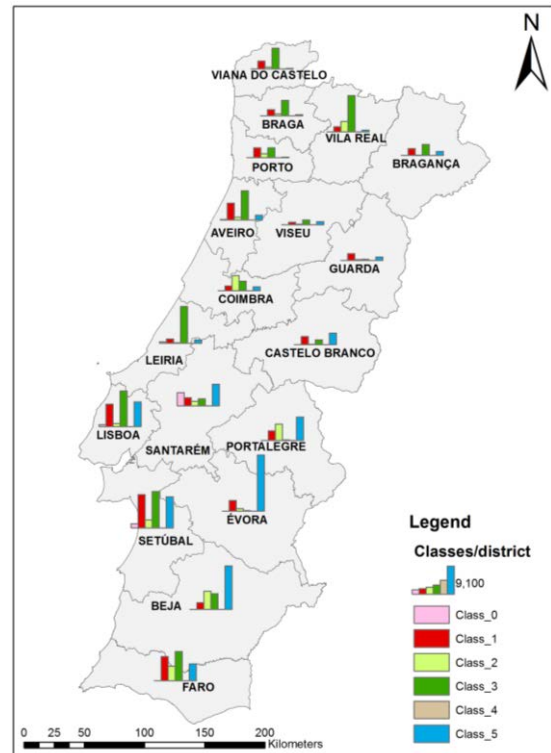 N
VIANA DO CASTELO
BRAGA
VILA REAL
BRAGANÇA
PORTO
AVEIRO
VISEU
GUARDA
COIMBRA
LEIRIA
CASTELO BRANCO
LISBOA
SANTARÉM
PORTALEGRE
ÉVORA
SETÚBAL
BEJA
FARO
Legend
Classes/district
9,100
Class_0
Class_1
Class_2
Class_3
Class_4
Class_5
0 25 50 100 150 200
Kilometers